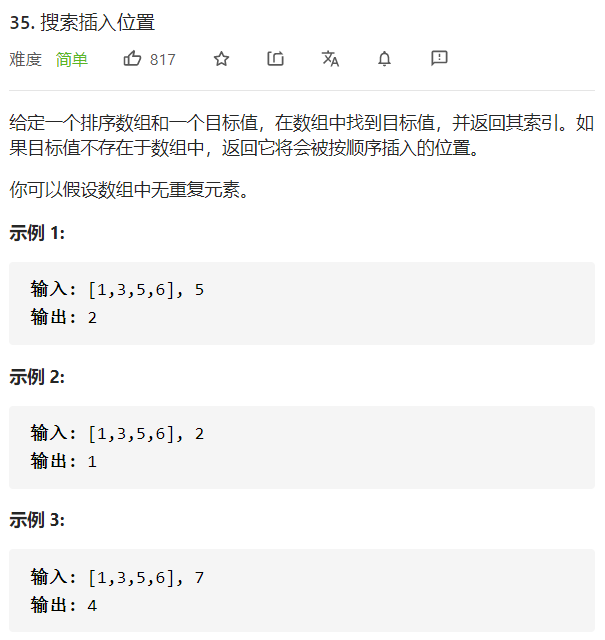 35. 搜索插入位置
难度 简单 817
给定一个排序数组和一个目标值，在数组中找到目标值，并返回其索引。如
果目标值不存在于数组中，返回它将会被按顺序插入的位置。
你可以假设数组中无重复元素。
示例 1:
输入: [1,3,5,6], 5
输出: 2
示例 2:
输入: [1,3,5,6], 2
输出: 1
示例 3:
输入: [1,3,5,6], 7
输出: 4